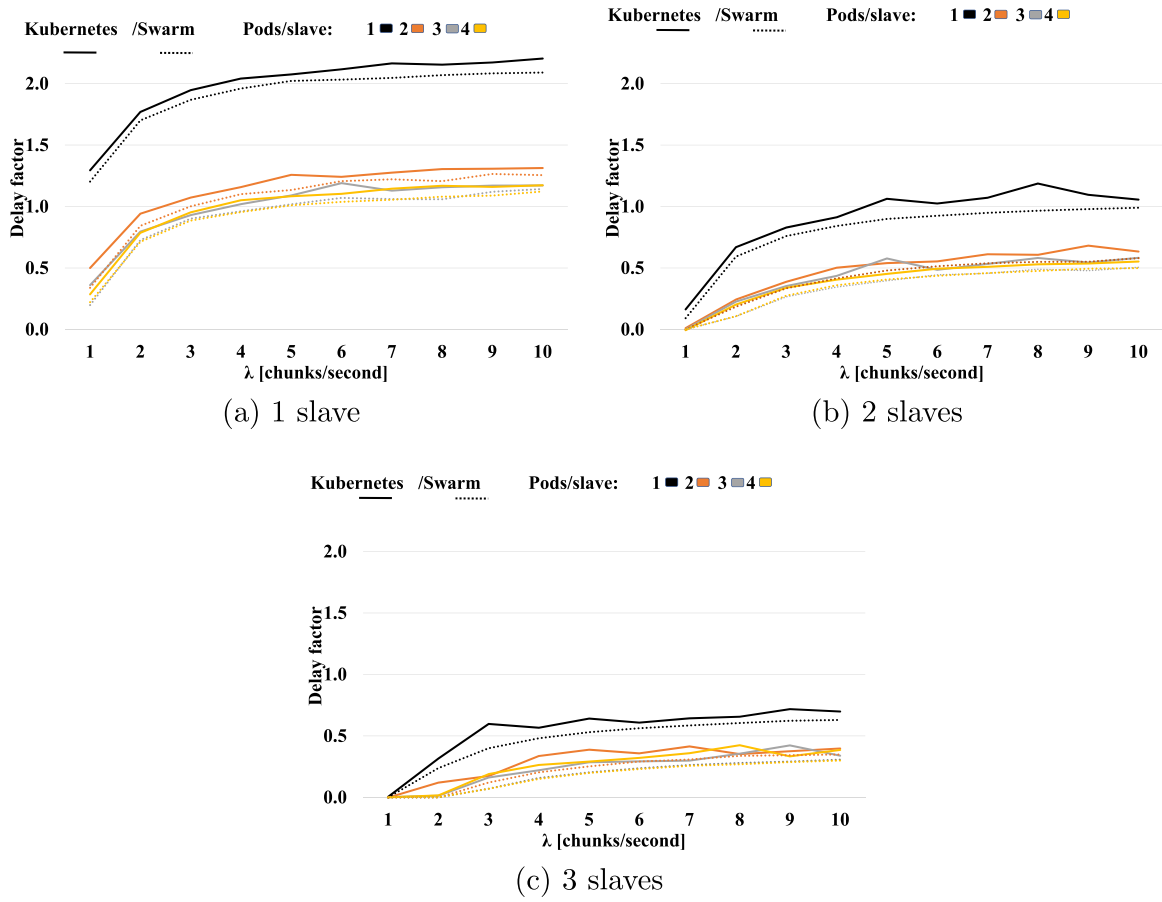 Kubernetes /Swarm Pods/slave: 1 2 3 4
2.0
1.5
1.0
0.5
0.0
Delay factor
1 2 3 4 5 6 7 8 9 10
λ [chunks/second]
(a) 1 slave
Kubernetes /Swarm Pods/slave: 1 2 3 4
2.0
1.5
1.0
0.5
0.0
Delay factor
1 2 3 4 5 6 7 8 9 10
λ [chunks/second]
(b) 2 slaves
Kubernetes /Swarm Pods/slave: 1 2 3 4
2.0
1.5
1.0
0.5
0.0
Delay factor
1 2 3 4 5 6 7 8 9 10
λ [chunks/second]
(c) 3 slaves